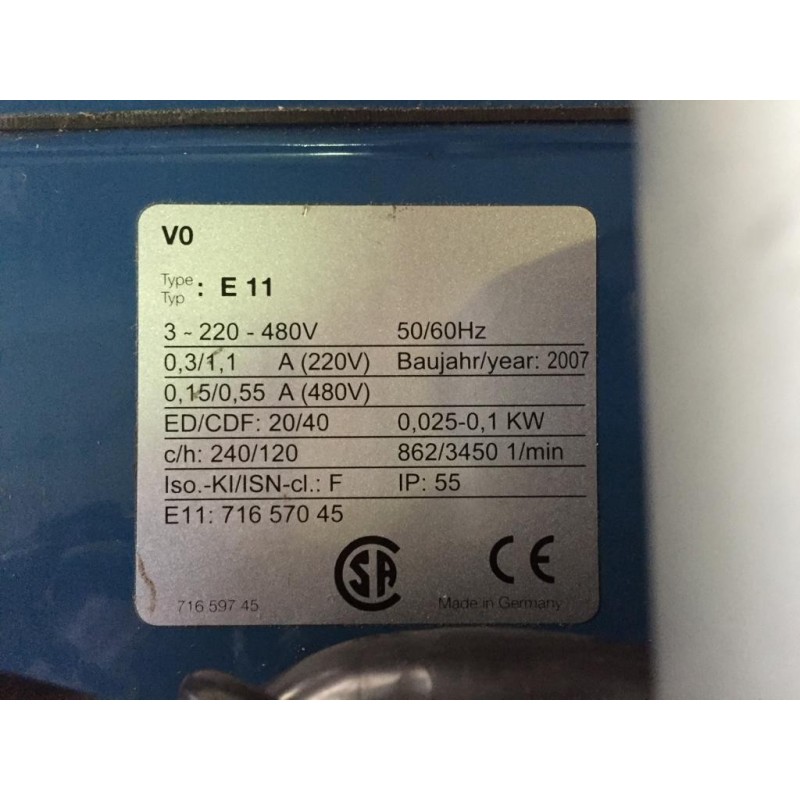 V0
Type
Typ : E 11
3 ~ 220 - 480V 50/60Hz
0,3/1,1 A (220V) Baujahr/year: 2007
0,15/0,55 A (480V)
ED/CDF: 20/40 0,025-0,1 KW
c/h: 240/120 862/3450 1/min
Iso.-KI/ISN-cl.: F IP: 55
E11: 716 570 45
SA CE
716 597 45 Made in Germany